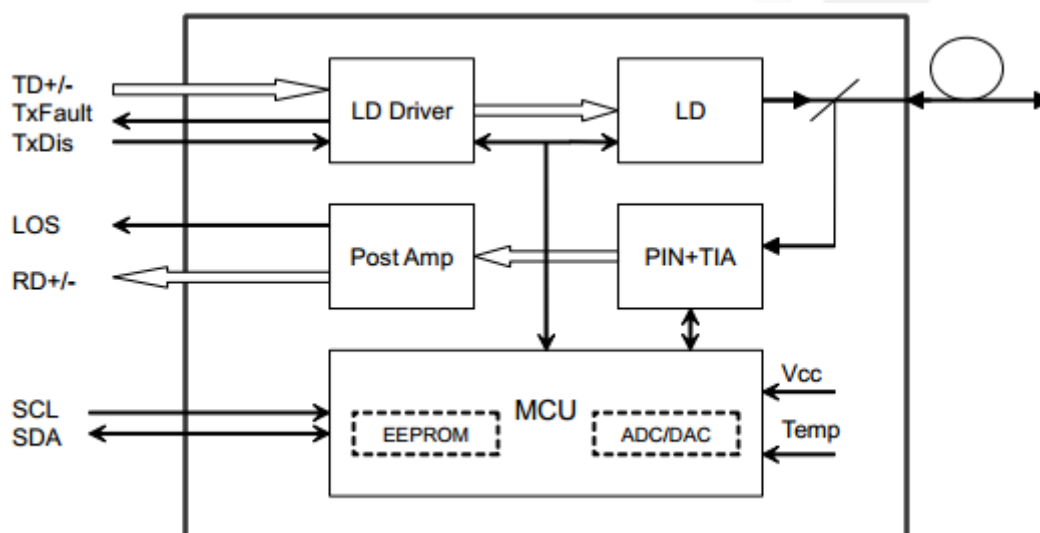 TD+/-
TxFault
TxDis
LD Driver
LD
LOS
RD+/-
Post Amp
PIN+TIA
SCL
SDA
MCU
EEPROM
ADC/DAC
Vcc
Temp